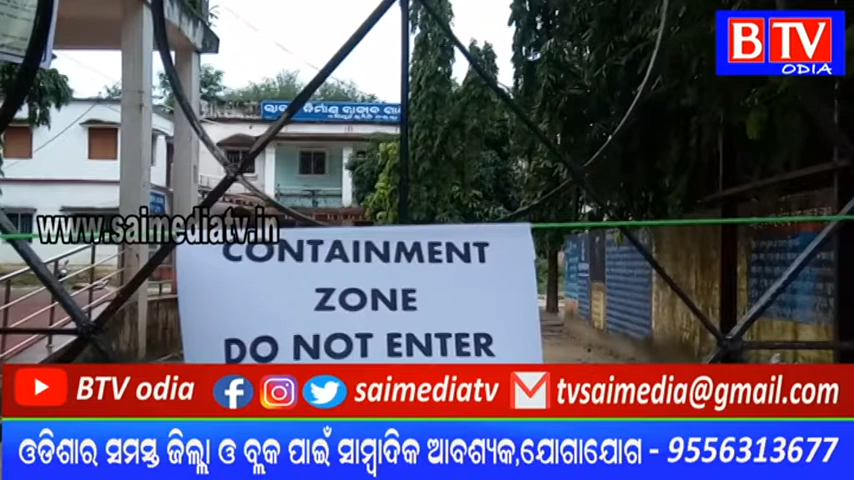 BTV
ODIA
www.saimediatv.in
CONTAINMENT
ZONE
DO NOT ENTER
BTV odia saimediatv tvsaimedia@gmail.com
ଓଡିଶାର ସମସ୍ତ ଜିଲ୍ଲା ଓ ବ୍ଲକ ପାଇଁ ସାମ୍ବାଦିକ ଆବଶ୍ୟକ,ଯୋଗାଯୋଗ - 9556313677